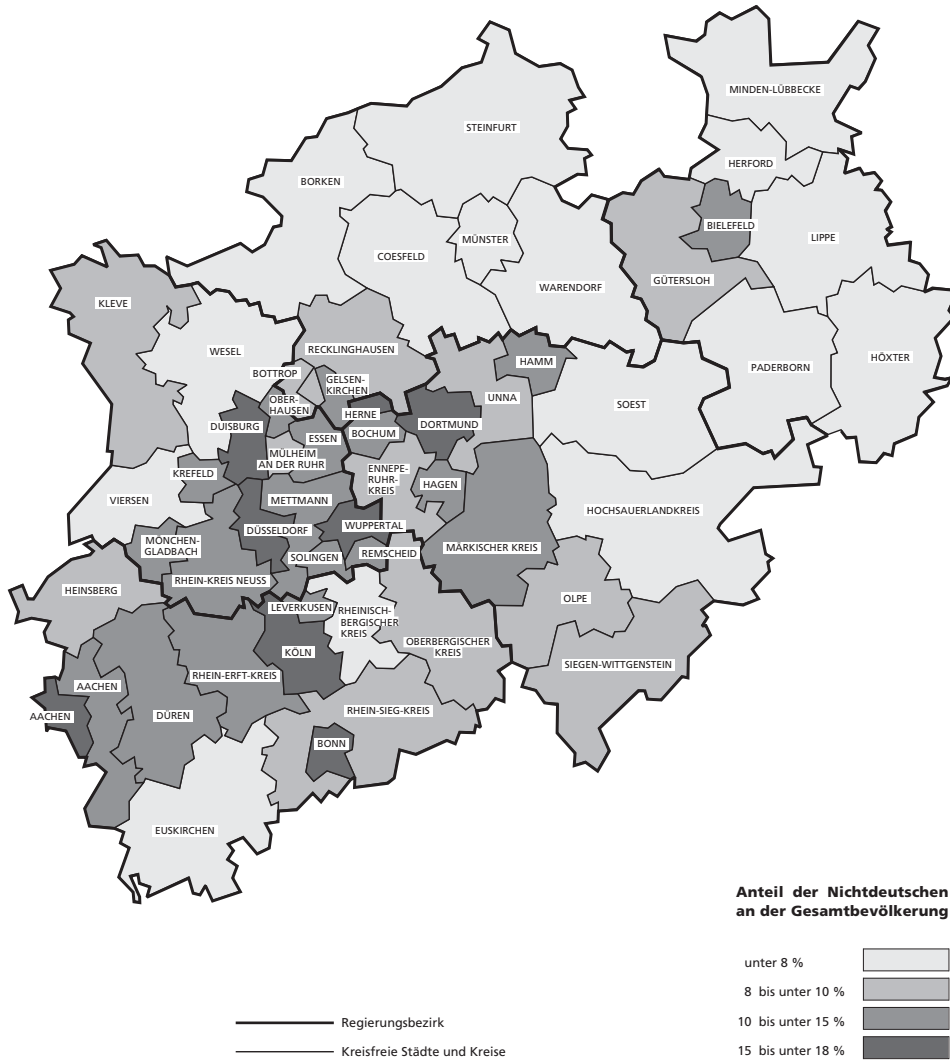 MINDEN-LÜBBECKE
STEINFURT
HERFORD
BORKEN
BIELEFELD
LIPPE
MÜNSTER
COESFELD
GÜTERSLOH
WARENDORF
KLEVE
WESEL
RECKLINGHAUSEN
HÖXTER
HAMM
PADERBORN
BOTTROP
GELSEN-
KIRCHEN
UNNA
SOEST
OBER-
HAUSEN
HERNE
DUISBURG
DORTMUND
BOCHUM
ESSEN
MÜLHEIM
AN DER RUHR
KREFELD
ENNEPE-
RUHR-
KREIS
HAGEN
VIERSEN
METTMANN
HOCHSAUERLANDKREIS
WUPPERTAL
DÜSSELDORF
MÖNCHEN-
GLADBACH
MÄRKISCHER KREIS
REMSCHEID
SOLINGEN
RHEIN-KREIS NEUSS
HEINSBERG
OLPE
LEVERKUSEN
RHEINISCH-
BERGISCHER
KREIS
OBERBERGISCHER
KREIS
KÖLN
SIEGEN-WITTGENSTEIN
RHEIN-ERFT-KREIS
AACHEN
RHEIN-SIEG-KREIS
AACHEN
DÜREN
BONN
EUSKIRCHEN
Anteil der Nichtdeutschen
an der Gesamtbevölkerung
unter 8 %
8 bis unter 10 %
10 bis unter 15 %
15 bis unter 18 %
Regierungsbezirk
Kreisfreie Städte und Kreise